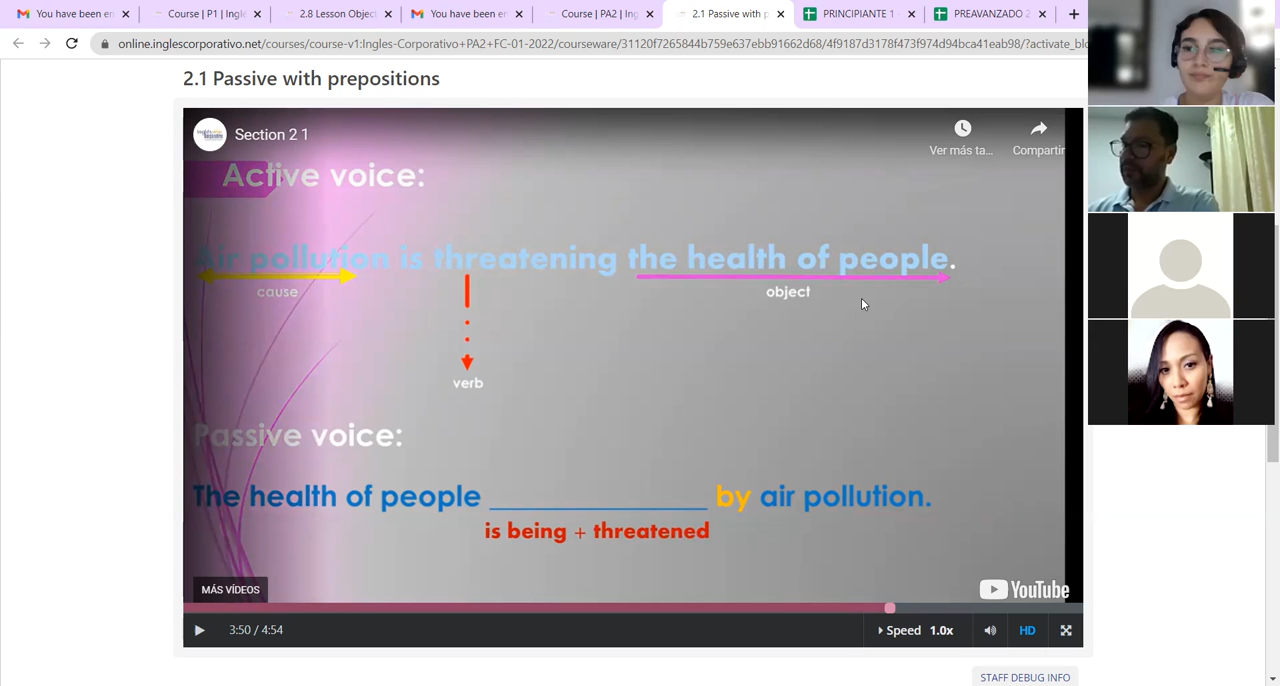 You have been en
Course | P1 | Ingle
2.8 Lesson Object
You have been en
Course | PA2 | Ing
2.1 Passive with p
PRINCIPIANTE 1
PREAVANZADO 2
online.inglescorporativo.net/courses/course-v1:Ingles-Corporativo+PA2+FC-01-2022/courseware/31120f7265844b759e637ebb91662d68/4f9187d3178f473f974d94bca41eab98/?activate_blo
2.1 Passive with prepositions
Section 2 1
Ver más ta...
Compartir
Active voice:
Air pollution is threatening the health of people.
cause
object
verb
Passive voice:
The health of people ________________ by air pollution.
is being + threatened
MÁS VÍDEOS
YouTube
3:50 / 4:54
Speed 1.0x
HD
STAFF DEBUG INFO